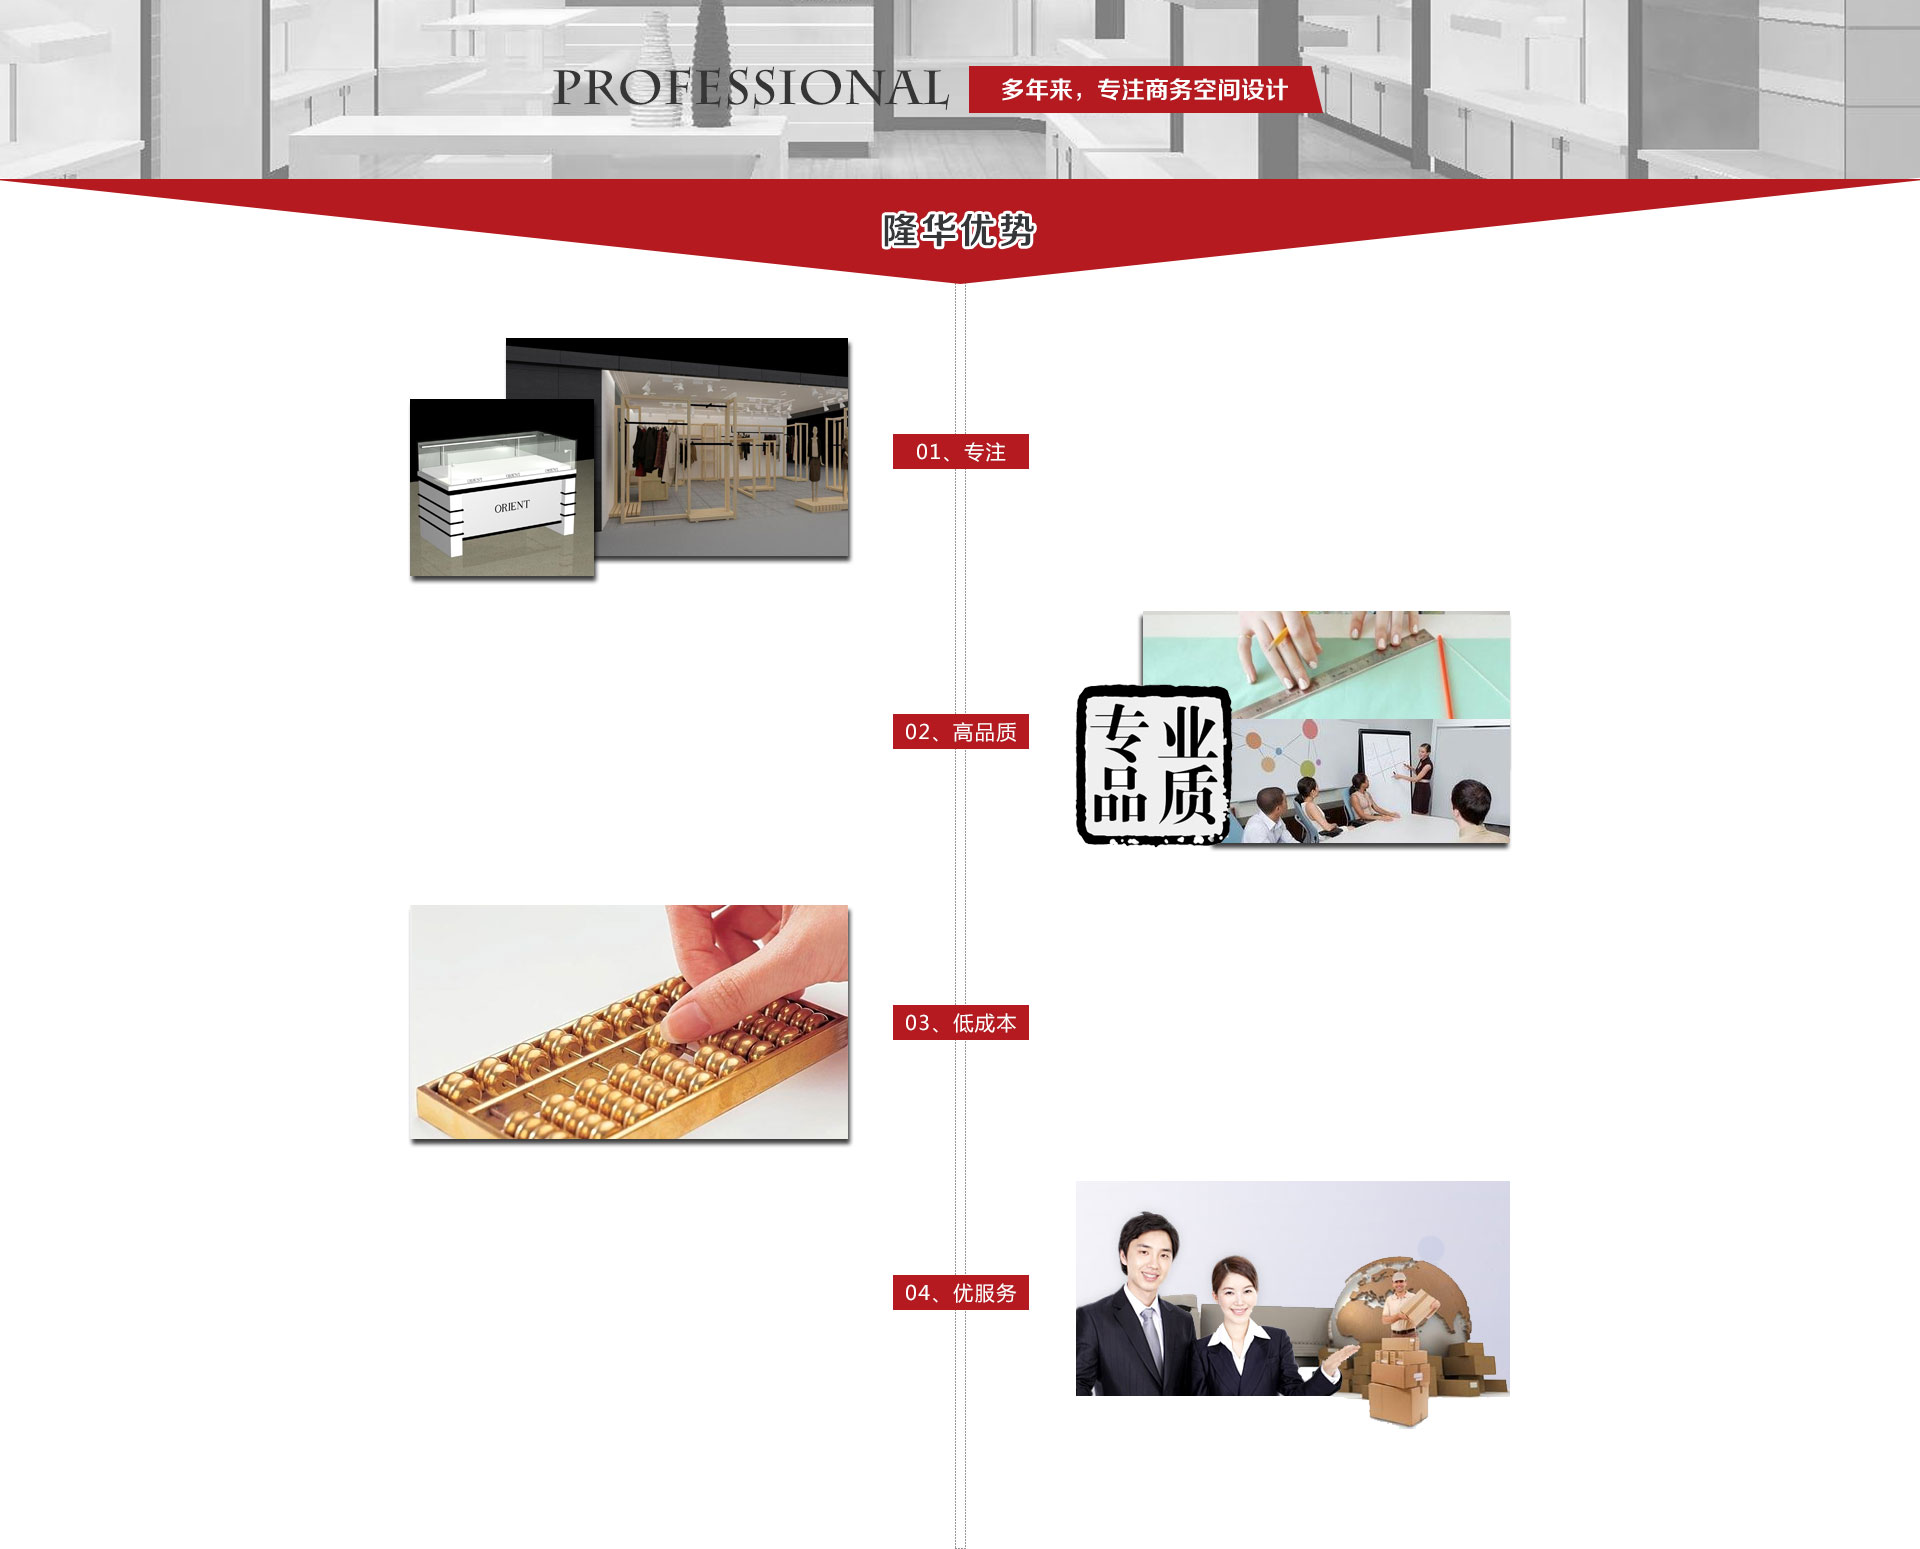 PROFESSIONAL
多年来，专注商务空间设计
隆华优势
01、专注
ORIENT
02、高品质
专业
品质
03、低成本
04、优服务